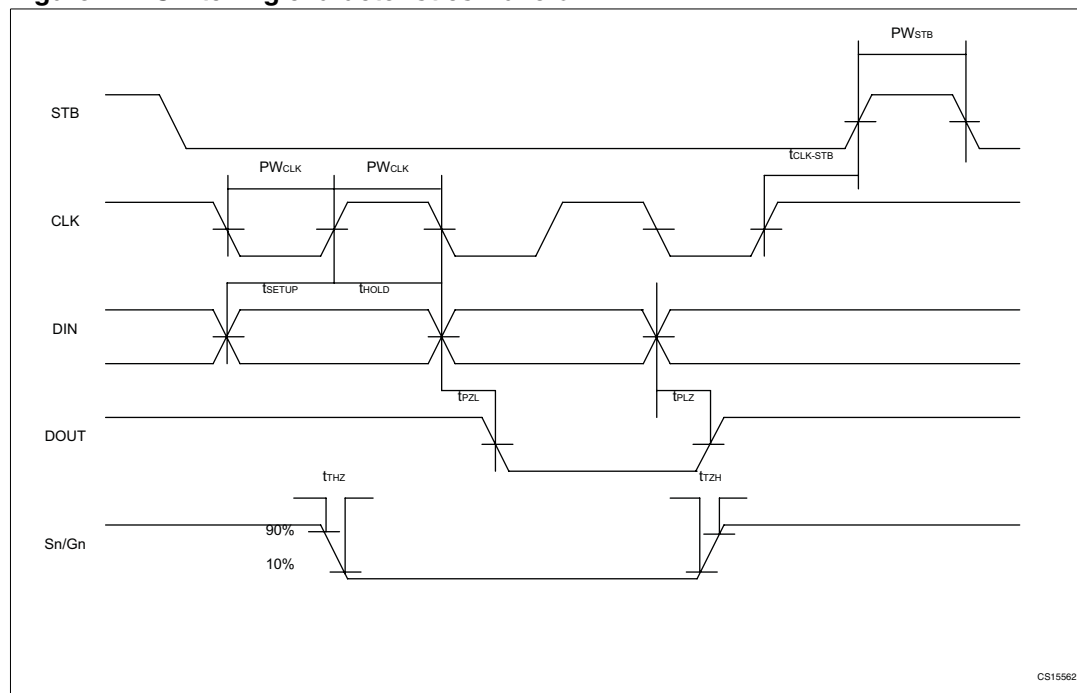 PWSTB
STB
tCLK-STB
PWCLK PWCLK
CLK
tSETUP tHOLD
DIN
tPZL tPLZ
DOUT
tTHZ tTZH
90%
Sn/Gn
10%
CS15562